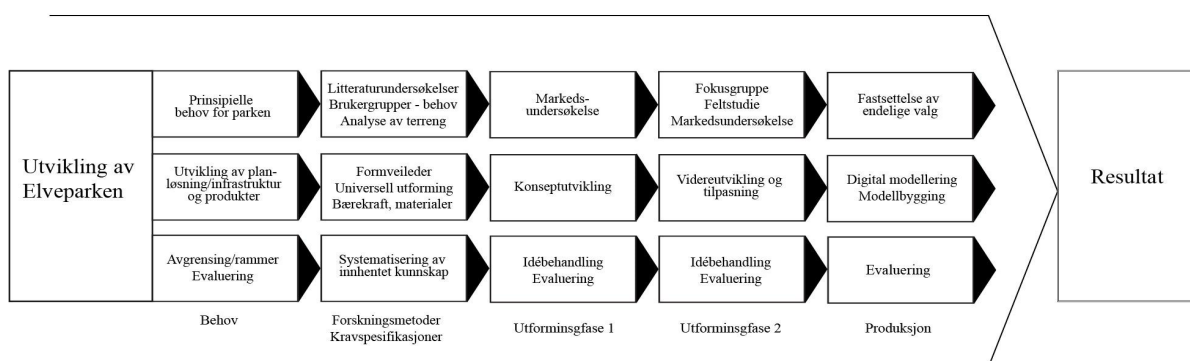 Utvikling av
Elveparken
Prinsipielle
behov for parken
Litteraturundersøkelser
Brukergrupper - behov
Analyse av terreng
Markeds-
undersøkelse
Fokusgruppe
Feltstudie
Markedsundersøkelse
Fastsettelse av
endelige valg
Utvikling av plan-
løsning/infrastruktur
og produkter
Formveileder
Universell utforming
Bærekraft, materialer
Konseptutvikling
Videreutvikling og
tilpasning
Digital modellering
Modellbygging
Avgrensing/rammer
Evaluering
Systematisering av
innhentet kunnskap
Idébehandling
Evaluering
Idébehandling
Evaluering
Evaluering
Resultat
Behov
Forskningsmetoder
Kravspesifikasjoner
Utforminsgfase 1
Utforminsgfase 2
Produksjon